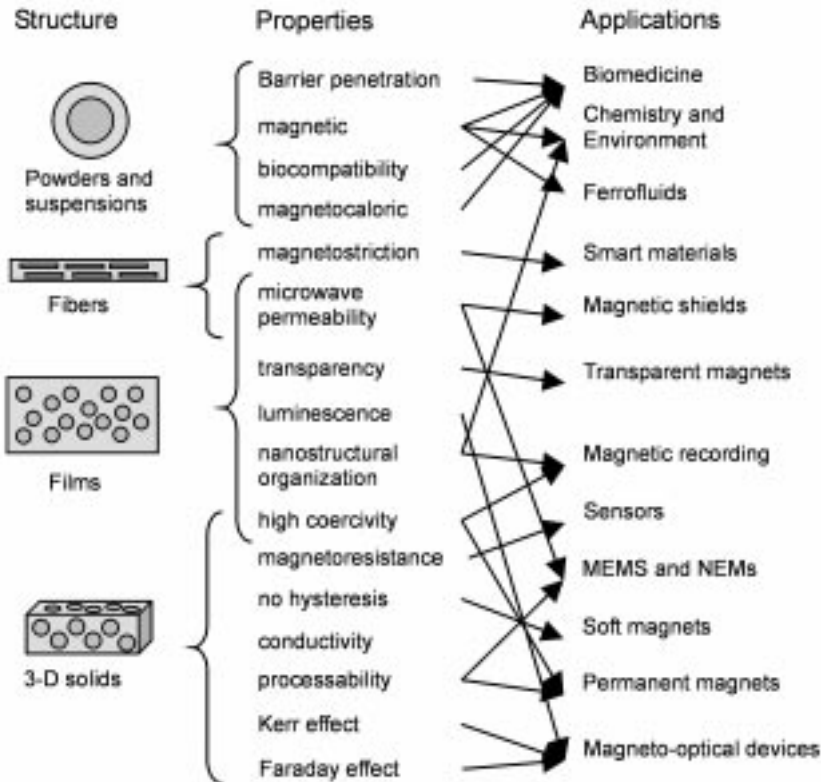 Structure
Properties
Applications
Powders and
suspensions
Fibers
Films
3-D solids
Barrier penetration
magnetic
biocompatibility
magnetocaloric
magnetostriction
microwave
permeability
transparency
luminescence
nanostructural
organization
high coercivity
magnetoresistance
no hysteresis
conductivity
processability
Kerr effect
Faraday effect
Biomedicine
Chemistry and
Environment
Ferrofluids
Smart materials
Magnetic shields
Transparent magnets
Magnetic recording
Sensors
MEMS and NEMs
Soft magnets
Permanent magnets
Magneto-optical devices